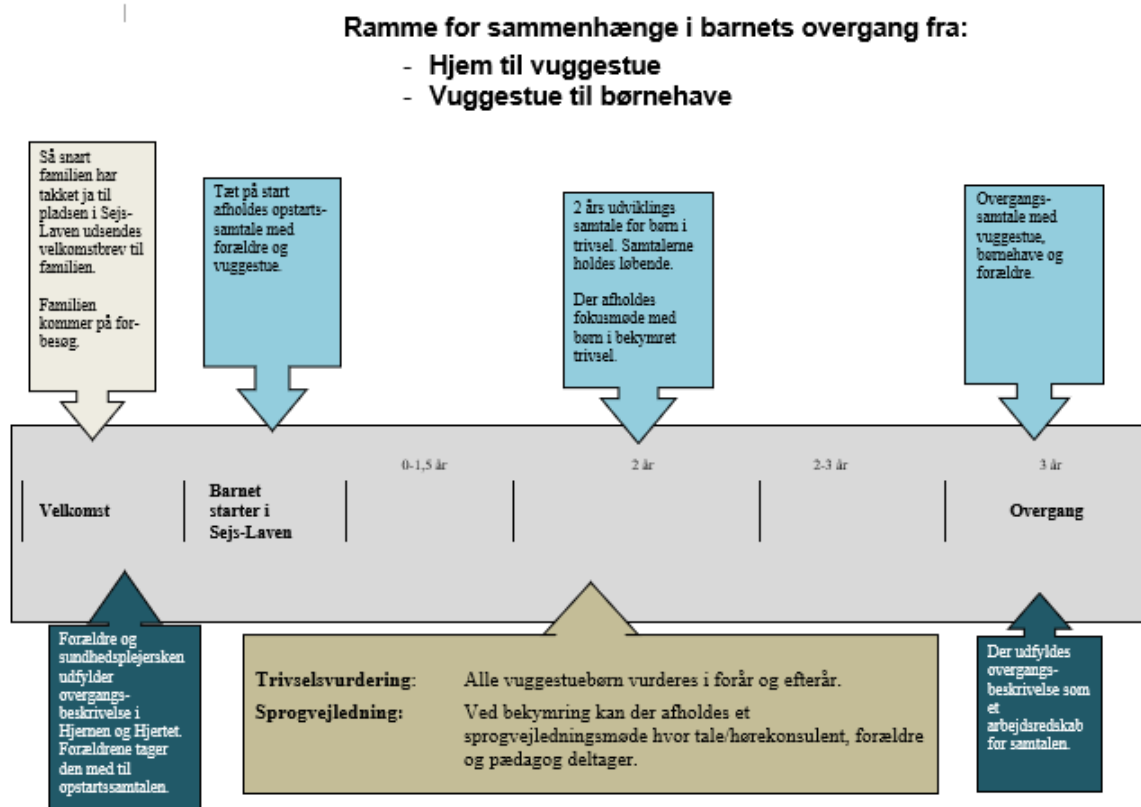 Ramme for sammenhænge i barnets overgang fra:
- Hjem til vuggestue
- Vuggestue til børnehave
Så snart
familien har
takket ja til
pladsen i Sejs-
Laven udsendes
velkomstbrev til
familien.
Familien
kommer på for-
besøg.
Tæt på start
afholdes opstarts-
samtale med
forældre og
vuggestue.
2 års udviklings
samtale for børn i
trivsel. Samtalerne
holdes løbende.
Der afholdes
fokusmøde med
børn i bekymret
trivsel.
Overgangs-
samtale med
vuggestue,
børnehave og
forældre.
0-1,5 år
2 år
2-3 år
3 år
Velkomst
Barnet
starter i
Sejs-Laven
Overgang
Forældre og
sundhedsplejersken
udfylder
overgangs-
beskrivelse i
Hjernen og Hjertet.
Forældrene tager
den med til
opstartssamtalen.
Trivselsvurdering: Alle vuggestuebørn vurderes i forår og efterår.
Sprogvejledning: Ved bekymring kan der afholdes et
sprogvejledningsmøde hvor tale/hørekonsulent, forældre
og pædagog deltager.
Der udfyldes
overgangs-
beskrivelse som
et
arbejdsredskab
for samtalen.